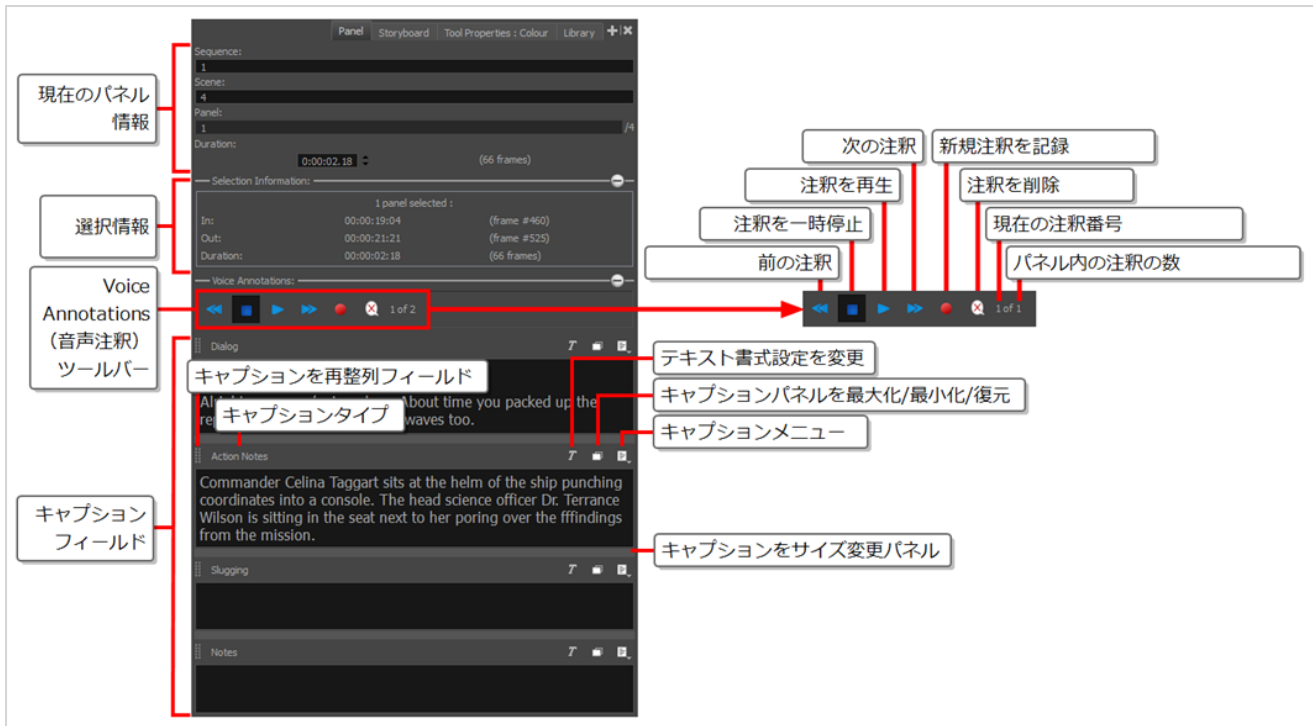 Panel Storyboard Tool Properties : Colour Library
Sequence:
1
Scene:
4
Panel:
1 /4
Duration:
0:00:02.18 (66 frames)
Selection Information:
1 panel selected :
In: 00:00:19:04 (frame #460)
Out: 00:00:21:21 (frame #525)
Duration: 00:00:02:18 (66 frames)
Voice Annotations:
1 of 2
Dialog
About time you packed up the
waves too.
Action Notes
Commander Celina Taggart sits at the helm of the ship punching
coordinates into a console. The head science officer Dr. Terrance
Wilson is sitting in the seat next to her poring over the fffindings
from the mission.
Slugging
Notes
現在のパネル
情報
選択情報
Voice
Annotations
（音声注釈）
ツールバー
キャプション
フィールド
キャプションを再整列フィールド
キャプションタイプ
次の注釈
新規注釈を記録
注釈を再生
注釈を削除
注釈を一時停止
現在の注釈番号
前の注釈
パネル内の注釈の数
1 of 1
テキスト書式設定を変更
キャプションパネルを最大化/最小化/復元
キャプションメニュー
キャプションをサイズ変更パネル